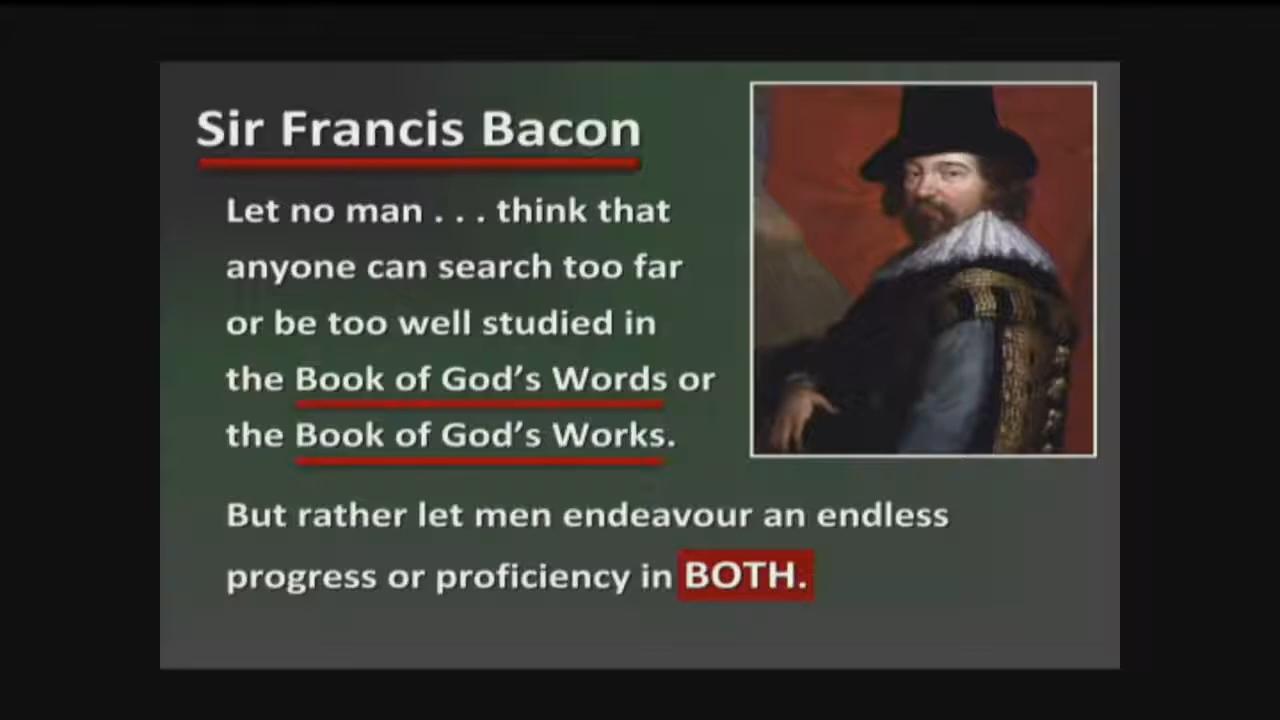 Sir Francis Bacon
Let no man . . . think that
anyone can search too far
or be too well studied in
the Book of God’s Words or
the Book of God’s Works.
But rather let men endeavour an endless
progress or proficiency in BOTH.